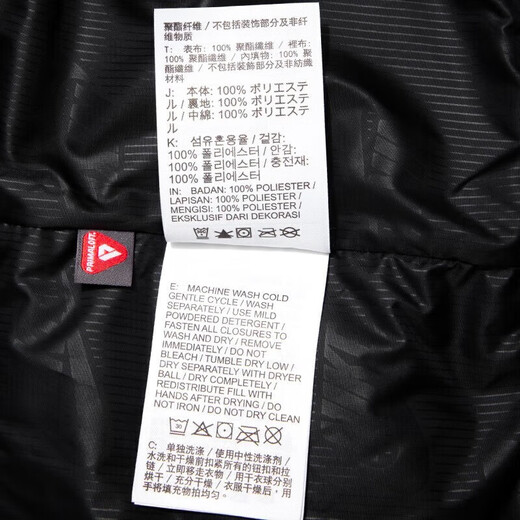 聚酯纤维 / 不包括装饰部分及非纤
维物质
T: 表布: 100% 聚酯纖維 / 裡布:
100% 聚酯纖維 / 內填物: 100% 聚
酯纖維 / 不包括裝飾部分及非紡織材
料
J: 本体: 100% ポリエステ
ル / 裏地: 100% ポリエステ
ル / 中綿: 100% ポリエステ
ル
K: 섬유혼용율 / 겉감:
100% 폴리에스터 / 안감:
100% 폴리에스터 / 충전재:
100% 폴리에스터
IN: BADAN: 100% POLIESTER /
LAPISAN: 100% POLIESTER /
MENGISI: 100% POLIESTER /
EKSKLUSIF DARI DEKORASI
PRIMALOFT
E: MACHINE WASH COLD
GENTLE CYCLE / WASH
SEPARATELY / USE MILD
POWDERED DETERGENT /
FASTEN ALL CLOSURES TO
WASH AND DRY / REMOVE
IMMEDIATELY / DO NOT
BLEACH / TUMBLE DRY LOW /
DRY SEPARATELY WITH DRYER
BALL / DRY COMPLETELY /
REDISTRIBUTE FILL WITH
HANDS AFTER DRYING / DO
NOT IRON / DO NOT DRY CLEAN
30
C: 单独洗涤 / 使用中性洗涤剂 /
水洗和干燥前扣紧所有的钮扣和拉
链 / 立即移走衣物 / 用衣球分别
烘干 / 充分干燥 / 衣服干燥后, 用
手将填充物拍均匀.